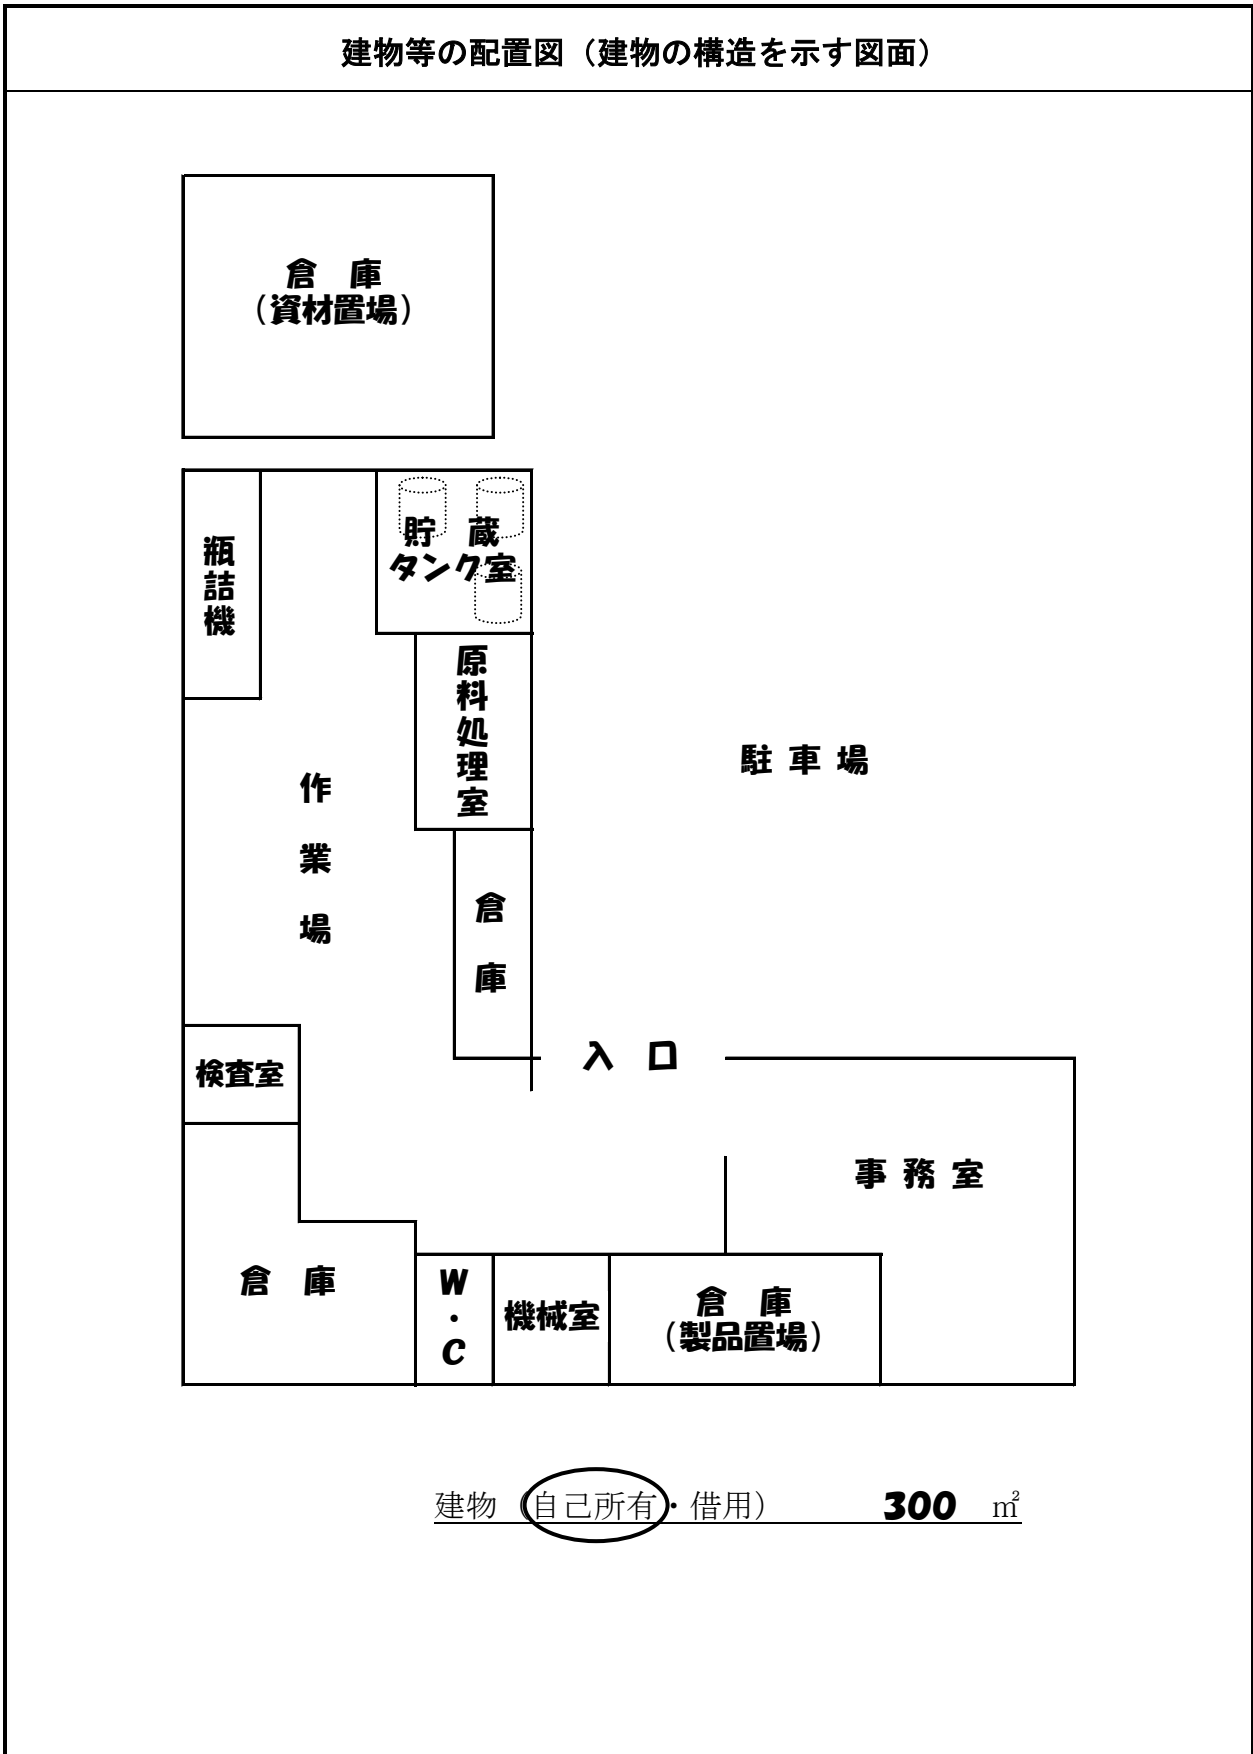 建物等の配置図（建物の構造を示す図面）
倉　庫
（資材置場）
瓶詰機
貯　蔵
タンク室
原料処理室
駐 車 場
作業場
倉庫
入　口
検査室
事 務 室
倉　庫
W・C
機械室
倉　庫
（製品置場）
建物（自己所有・借用）　　　300　㎡